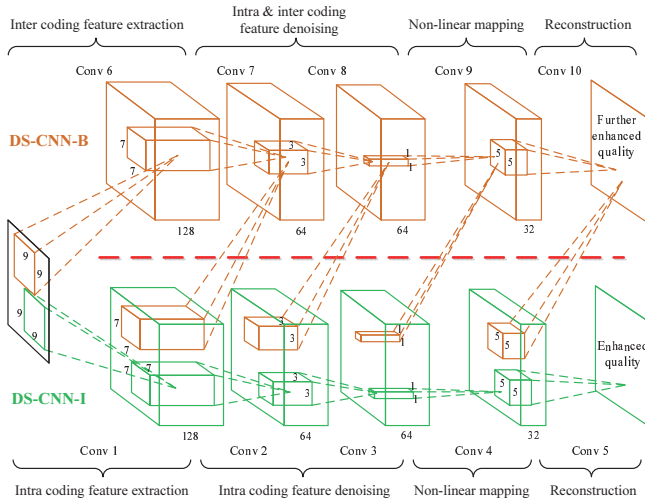 Inter coding feature extraction
Intra & inter coding
feature denoising
Non-linear mapping
Reconstruction
Conv 6
Conv 7
Conv 8
Conv 9
Conv 10
DS-CNN-B
7
7
3
3
1
1
5
5
Further
enhanced
quality
128
64
64
32
9
9
9
9
7
7
7
7
3
3
1
1
5
5
3
3
1
1
5
5
Enhanced
quality
DS-CNN-I
128
64
64
32
Conv 1
Conv 2
Conv 3
Conv 4
Conv 5
Intra coding feature extraction
Intra coding feature denoising
Non-linear mapping
Reconstruction